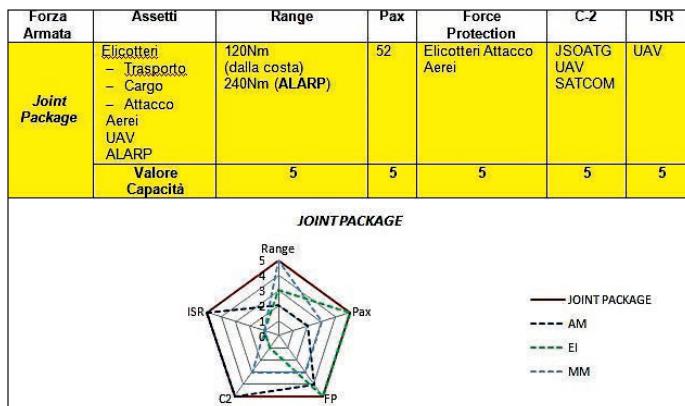 Forza Armata Assetti Range Pax Force Protection C-2 ISR
Joint Package
Elicotteri
– Trasporto
– Cargo
– Attacco
Aerei
UAV
ALARP
120Nm
(dalla costa)
240Nm (ALARP)
52
Elicotteri Attacco
Aerei
JSOATG
UAV
SATCOM
UAV
Valore Capacità 5 5 5 5 5
JOINT PACKAGE
Range
5
4
3
2
1
0
ISR
Pax
C2
FP
JOINT PACKAGE
AM
EI
MM